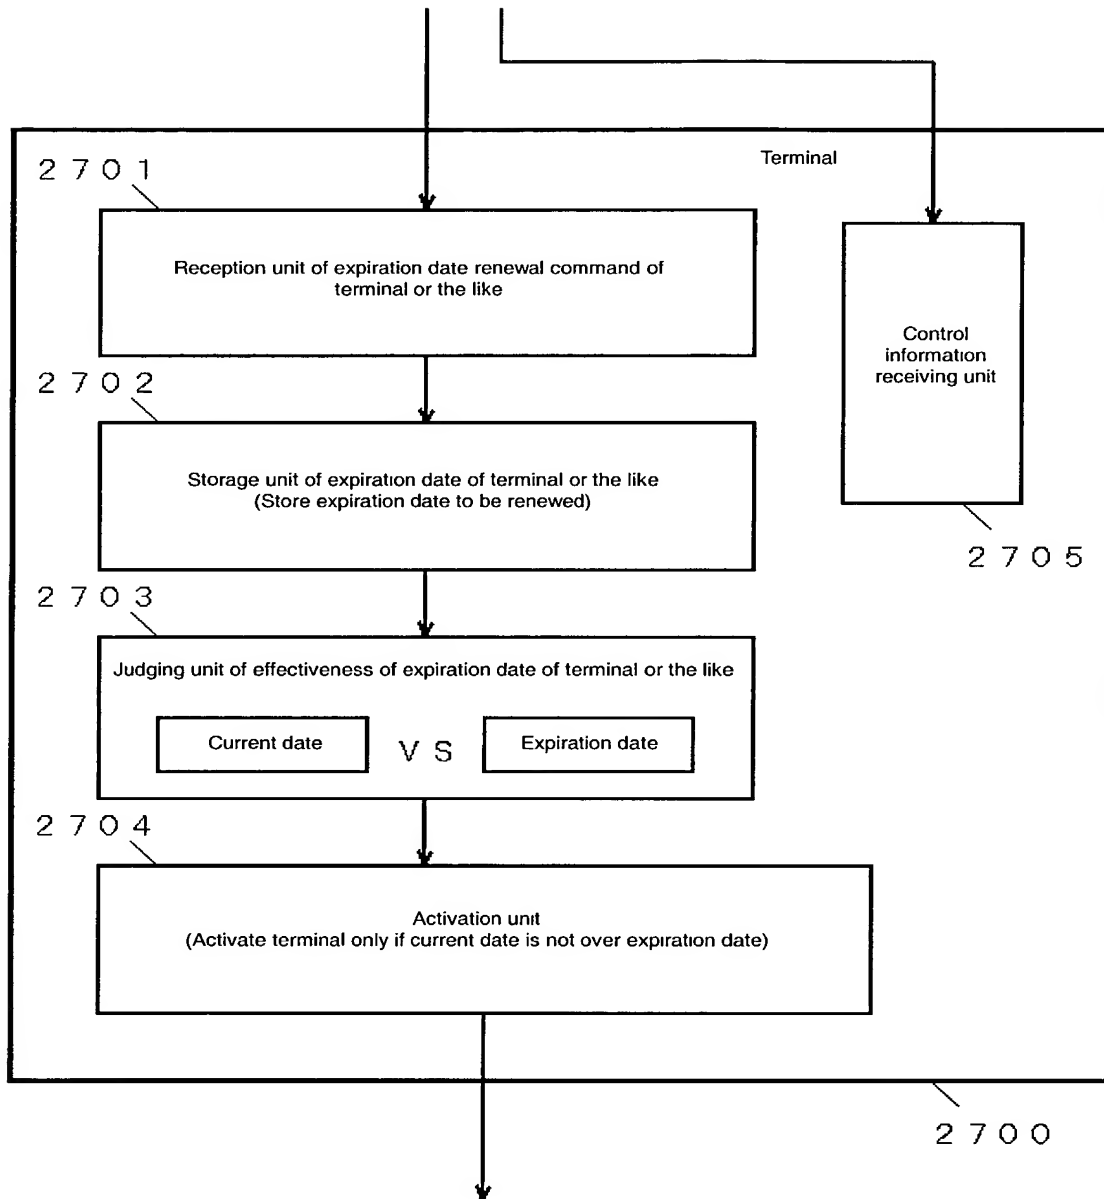 Terminal
2701
Reception unit of expiration date renewal command of
terminal or the like
Control
information
receiving unit
2702
Storage unit of expiration date of terminal or the like
(Store expiration date to be renewed)
2705
2703
Judging unit of effectiveness of expiration date of terminal or the like
Current date
VS
Expiration date
2704
Activation unit
(Activate terminal only if current date is not over expiration date)
2700